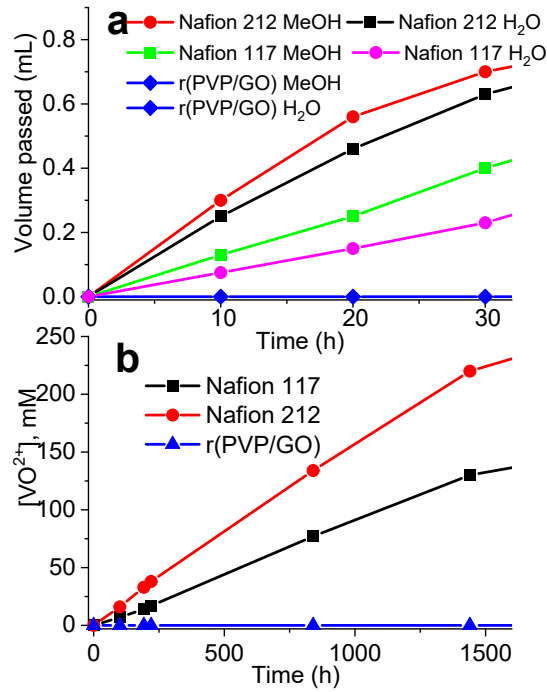 a
Nafion 212 MeOH
Nafion 212 H₂O
Nafion 117 MeOH
Nafion 117 H₂O
r(PVP/GO) MeOH
r(PVP/GO) H₂O
Volume passed (mL)
0.8
0.6
0.4
0.2
0.0
0 10 20 30
Time (h)
b
Nafion 117
Nafion 212
r(PVP/GO)
[VO²⁺], mM
250
200
150
100
50
0
0 500 1000 1500
Time (h)